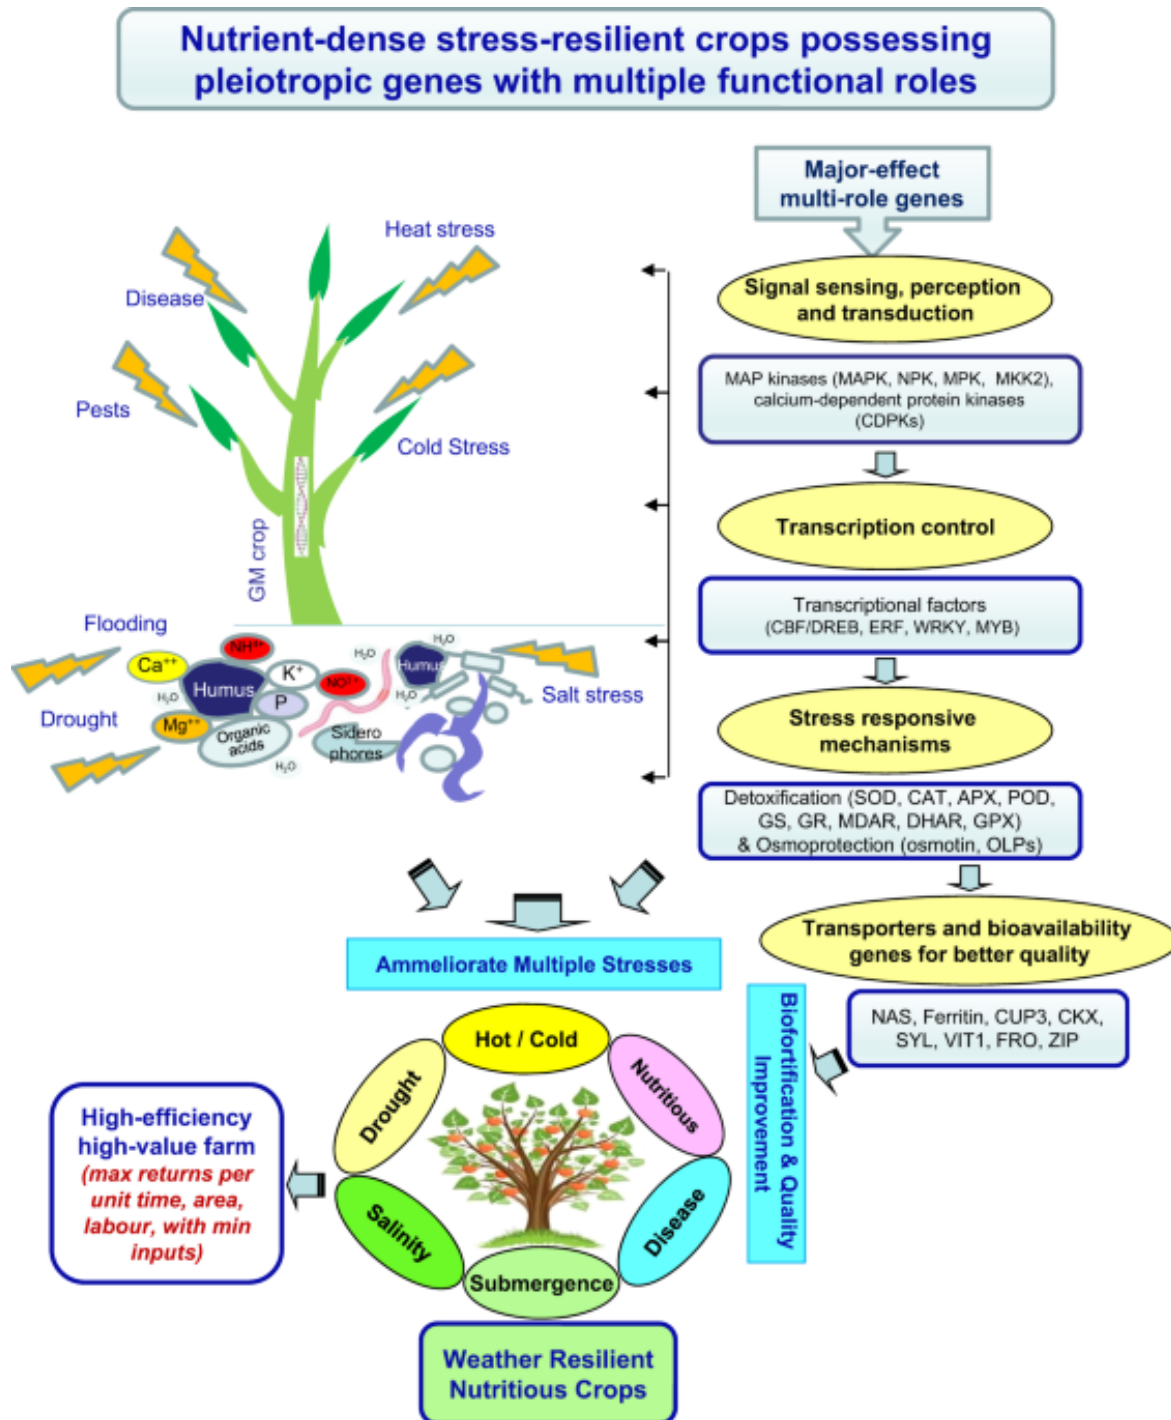 Nutrient-dense stress-resilient crops possessing
pleiotropic genes with multiple functional roles
Major-effect
multi-role genes
Heat stress
Disease
Pests
Cold Stress
GM crop
Signal sensing, perception
and transduction
MAP kinases (MAPK, NPK, MPK, MKK2),
calcium-dependent protein kinases
(CDPKs)
Transcription control
Transcriptional factors
(CBF/DREB, ERF, WRKY, MYB)
Stress responsive
mechanisms
Detoxification (SOD, CAT, APX, POD,
GS, GR, MDAR, DHAR, GPX)
& Osmoprotection (osmotin, OLPs)
Transporters and bioavailability
genes for better quality
NAS, Ferritin, CUP3, CKX,
SYL, VIT1, FRO, ZIP
Flooding
Drought
Salt stress
Ca⁺⁺
NH⁴⁺
H₂O
Humus
K⁺
P
NO³⁺
Mg⁺⁺
Organic
acids
H₂O
H₂O
Sidero
phores
H₂O
Humus
H₂O
Ammeliorate Multiple Stresses
Biofortification & Quality
Improvement
Hot / Cold
Drought
Nutritious
Salinity
Disease
Submergence
High-efficiency
high-value farm
(max returns per
unit time, area,
labour, with min
inputs)
Weather Resilient
Nutritious Crops